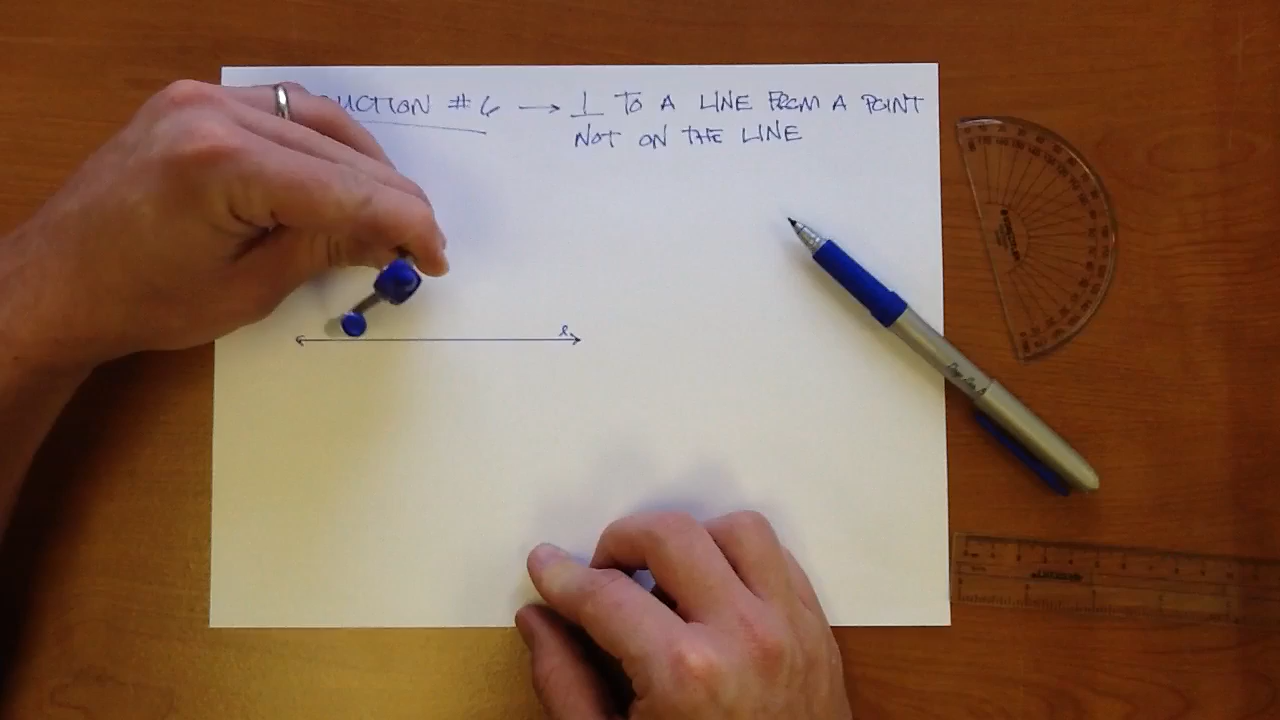 UCTION #6 → ⊥ TO A LINE FROM A POINT
NOT ON THE LINE
ℓ